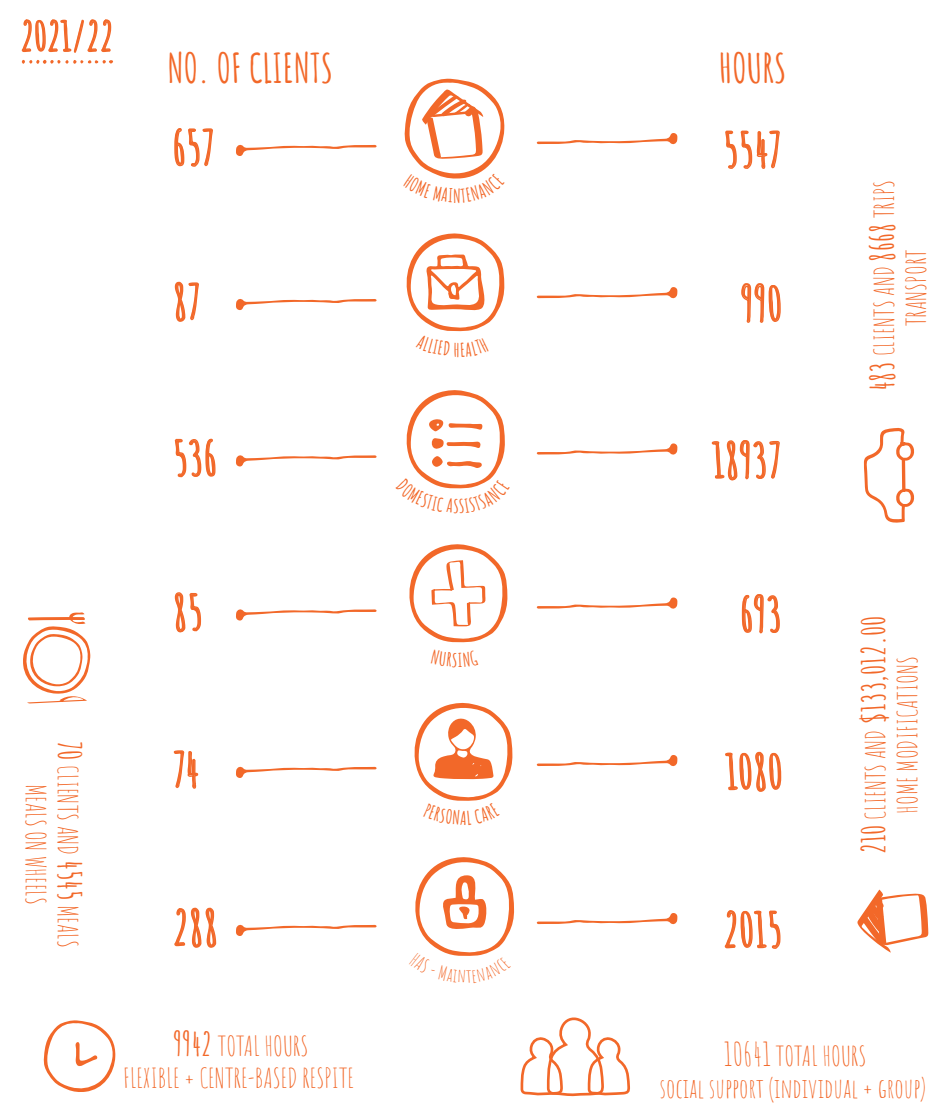 2021/22
NO. OF CLIENTS
HOURS
657
HOME MAINTENANCE
5547
87
ALLIED HEALTH
990
536
DOMESTIC ASSISTSANCE
18937
85
NURSING
693
74
PERSONAL CARE
1080
288
HAS - MAINTENANCE
2015
483 CLIENTS AND 8668 TRIPS
TRANSPORT
210 CLIENTS AND $133,012.00
HOME MODIFICATIONS
70 CLIENTS AND 4545 MEALS
MEALS ON WHEELS
9942 TOTAL HOURS
FLEXIBLE + CENTRE-BASED RESPITE
10641 TOTAL HOURS
SOCIAL SUPPORT (INDIVIDUAL + GROUP)